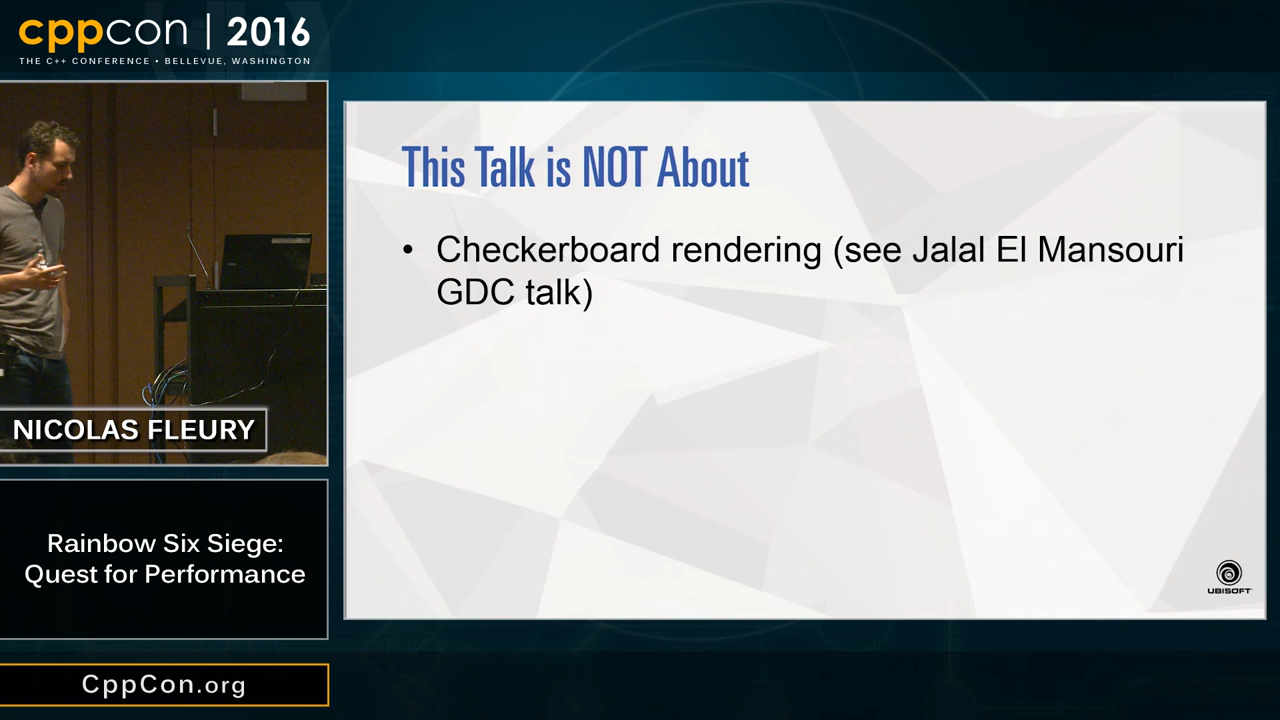 cppcon | 2016
THE C++ CONFERENCE • BELLEVUE, WASHINGTON
This Talk is NOT About
• Checkerboard rendering (see Jalal El Mansouri
GDC talk)
NICOLAS FLEURY
Rainbow Six Siege:
Quest for Performance
UBISOFT
CppCon.org